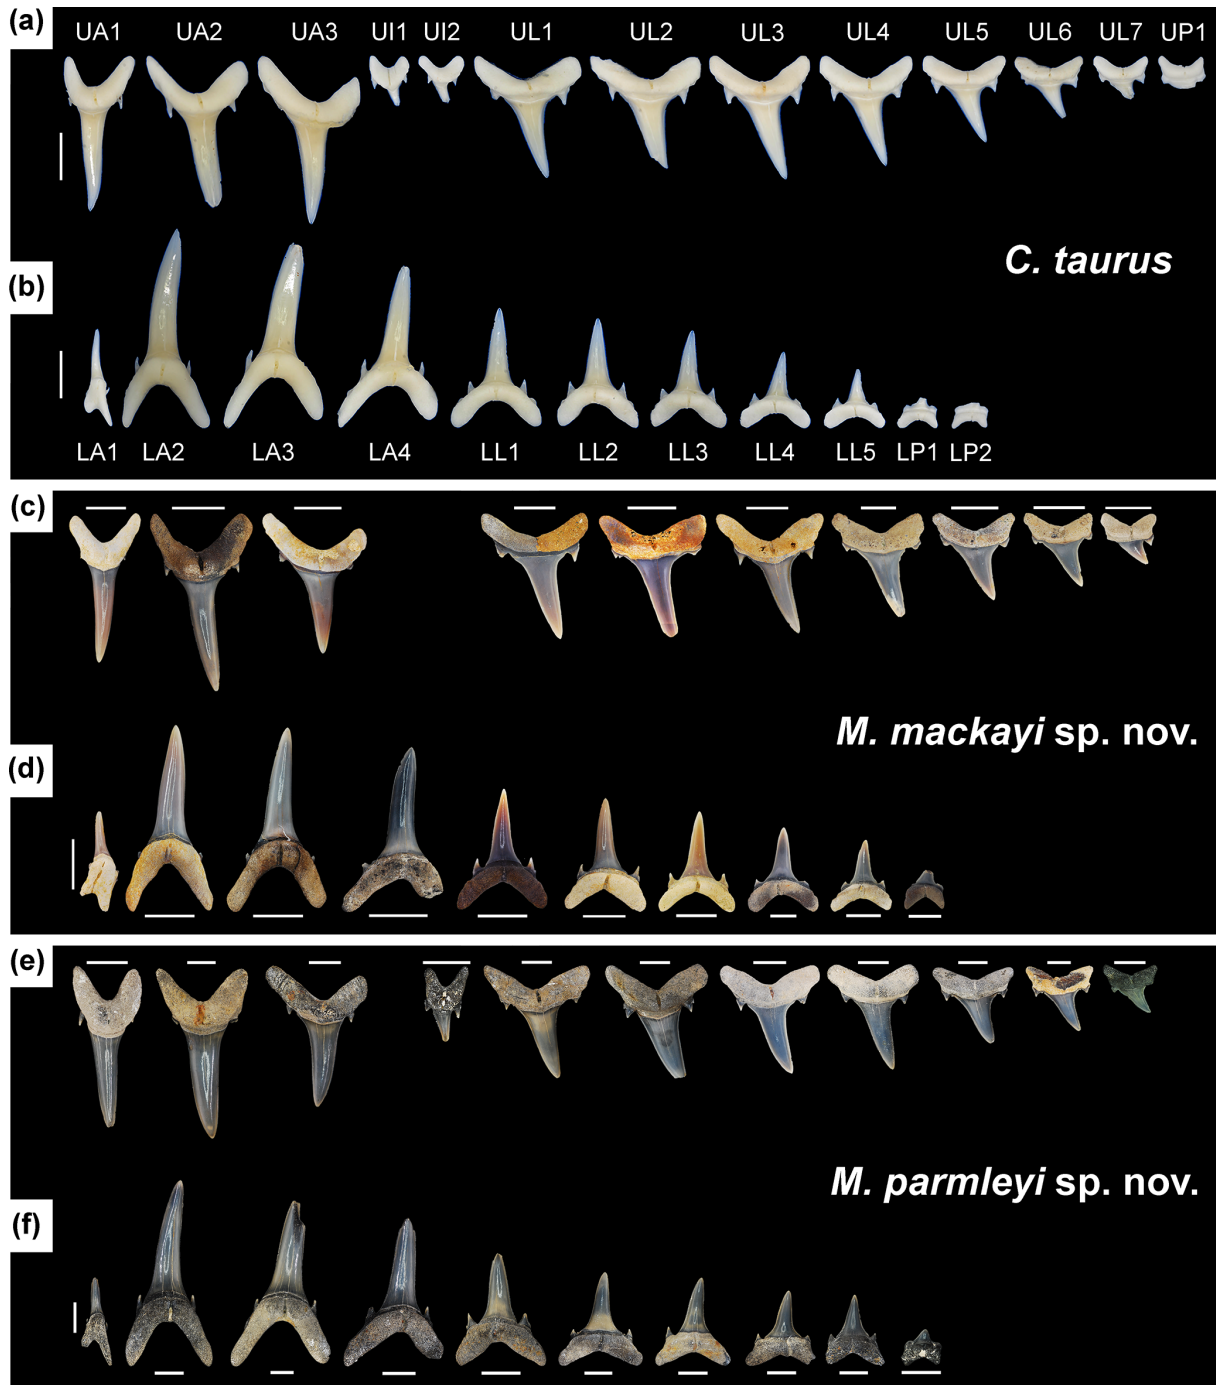 (a)
UA1 UA2 UA3 UI1 UI2 UL1 UL2 UL3 UL4 UL5 UL6 UL7 UP1
C. taurus
(b)
LA1 LA2 LA3 LA4 LL1 LL2 LL3 LL4 LL5 LP1 LP2
(c)
M. mackayi sp. nov.
(d)
(e)
M. parmleyi sp. nov.
(f)